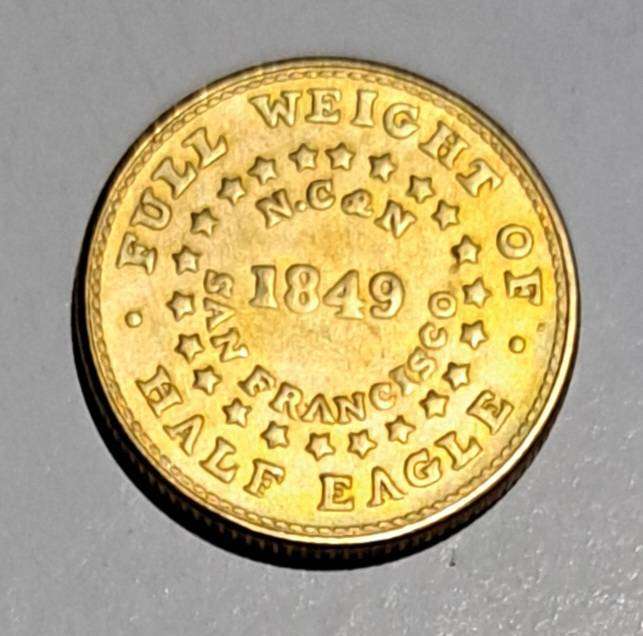 FULL WEIGHT OF
HALF EAGLE
N.C & N
1849
SAN FRANCISCO